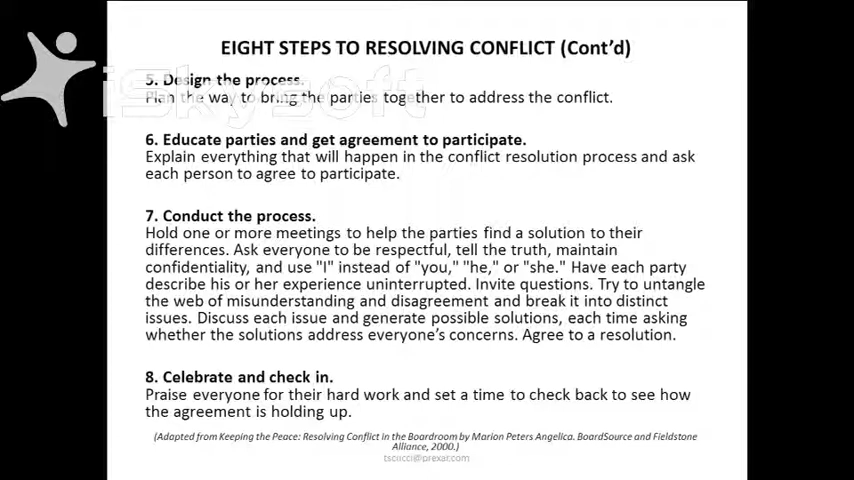 EIGHT STEPS TO RESOLVING CONFLICT (Cont'd)
iSkysoft
5. Design the process.
Plan the way to bring the parties together to address the conflict.
6. Educate parties and get agreement to participate.
Explain everything that will happen in the conflict resolution process and ask
each person to agree to participate.
7. Conduct the process.
Hold one or more meetings to help the parties find a solution to their
differences. Ask everyone to be respectful, tell the truth, maintain
confidentiality, and use "I" instead of "you," "he," or "she." Have each party
describe his or her experience uninterrupted. Invite questions. Try to untangle
the web of misunderstanding and disagreement and break it into distinct
issues. Discuss each issue and generate possible solutions, each time asking
whether the solutions address everyone's concerns. Agree to a resolution.
8. Celebrate and check in.
Praise everyone for their hard work and set a time to check back to see how
the agreement is holding up.
(Adapted from Keeping the Peace: Resolving Conflict in the Boardroom by Marion Peters Angelica. BoardSource and Fieldstone
Alliance, 2000.)